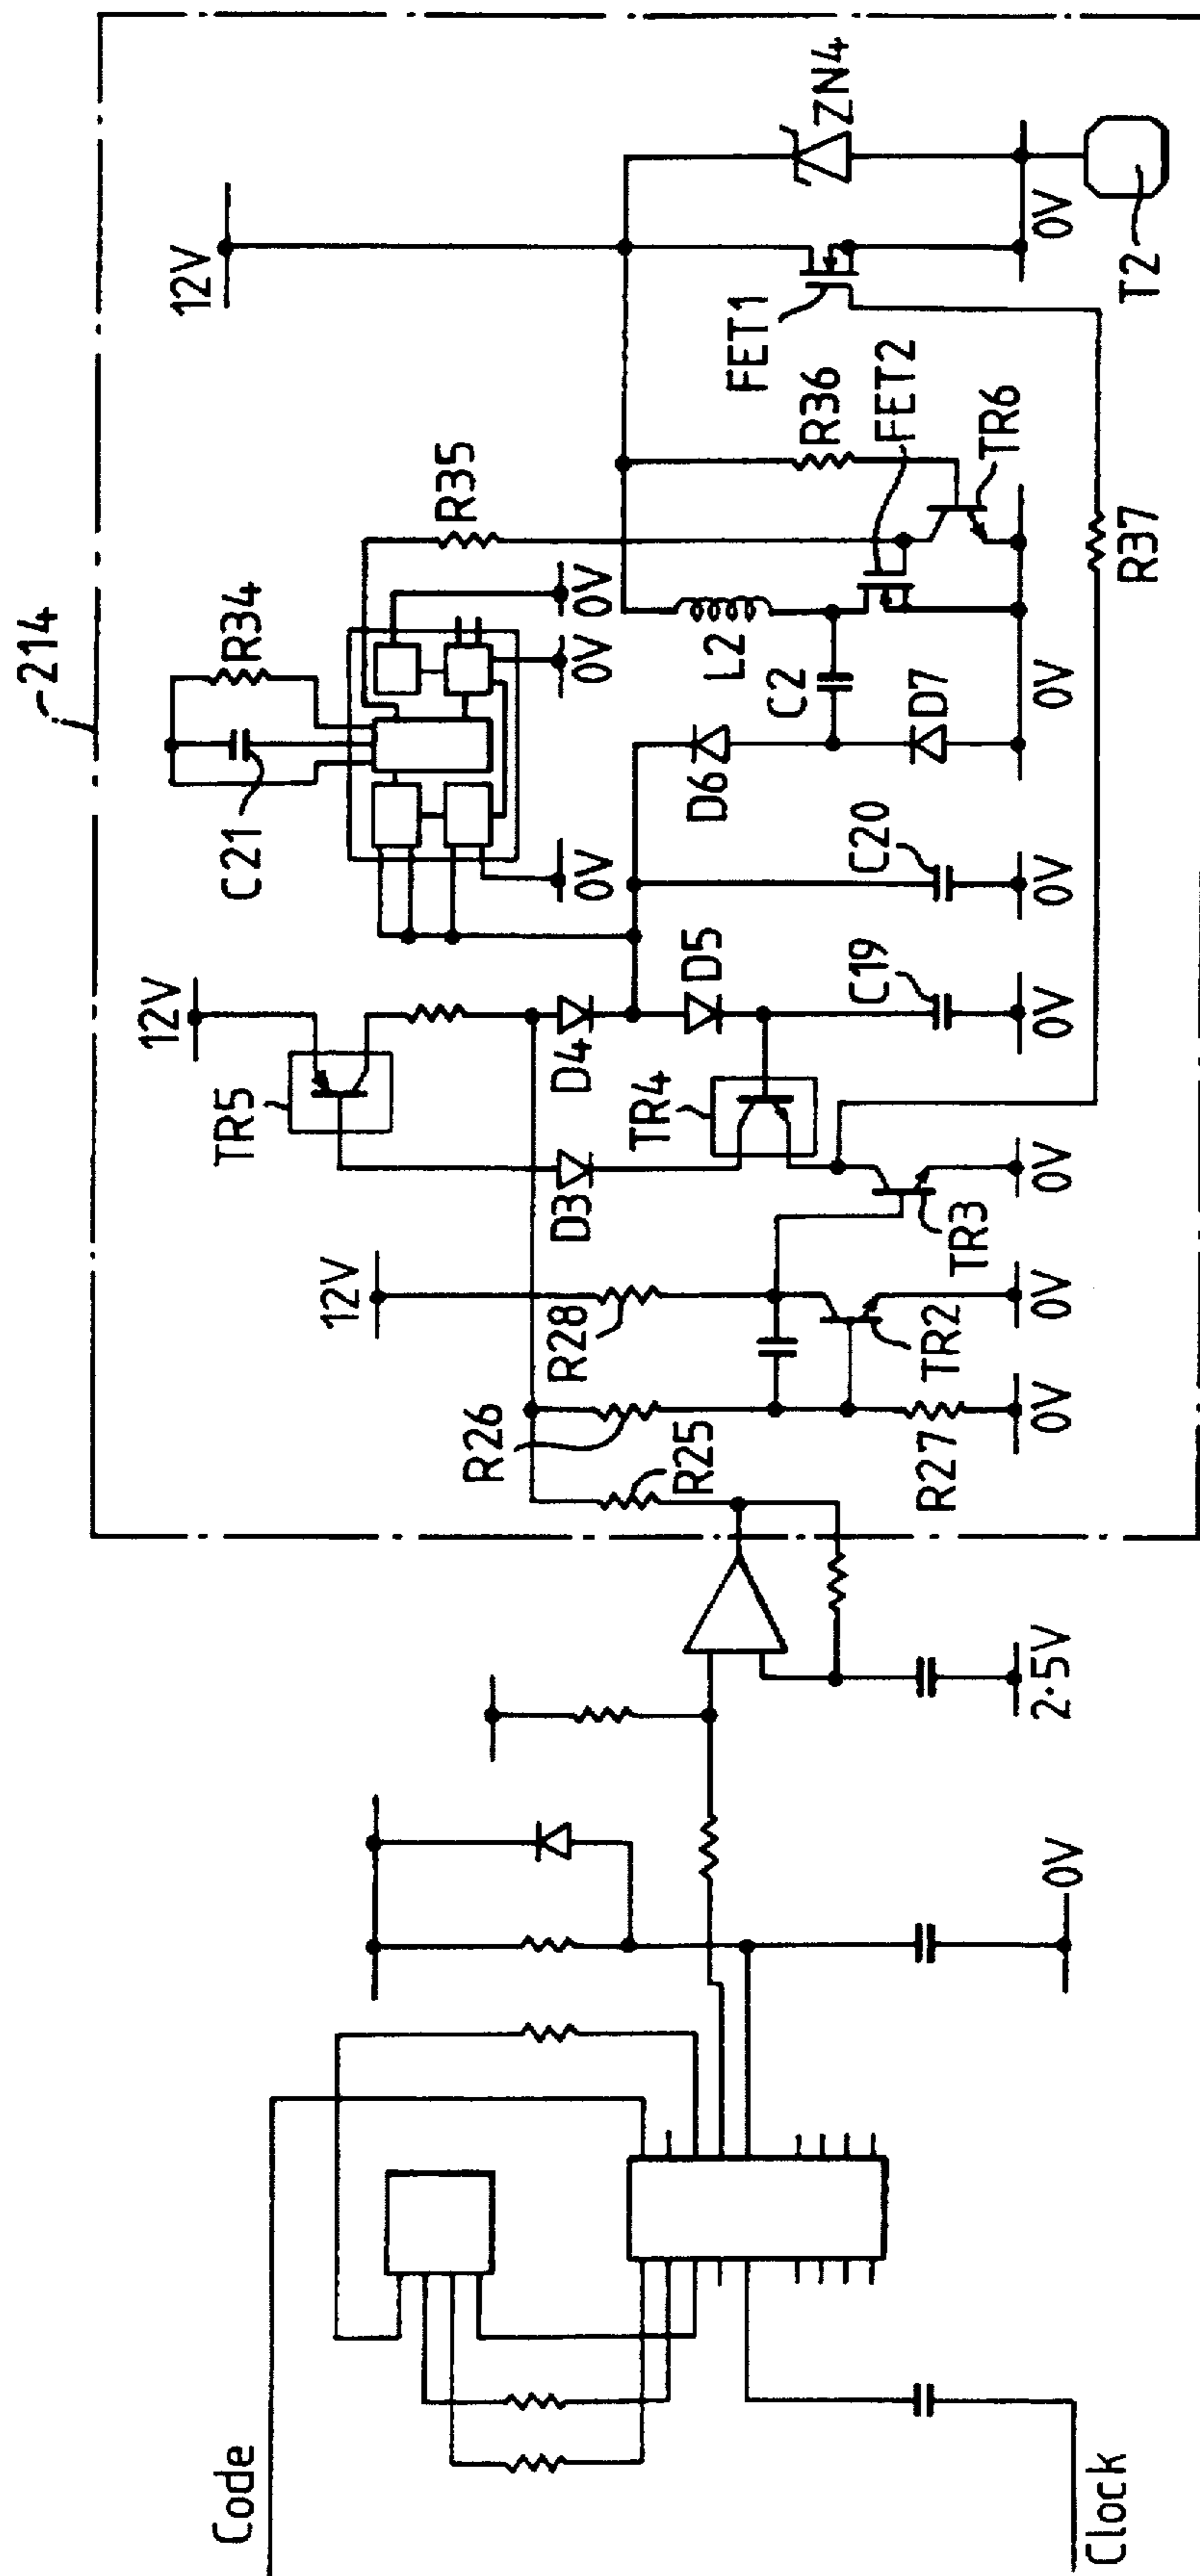 214
12V
R34
C21
R35
12V
TR5
0V
0V
0V
ZN4
FET1
12V
D3
D4
D5
TR4
R36
FET2
L2
C2
D6
D7
TR6
R28
R26
R25
C19
C20
TR3
TR2
R27
0V
0V
0V
0V
0V
0V
0V
T2
R37
2.5V
0V
Code
Clock